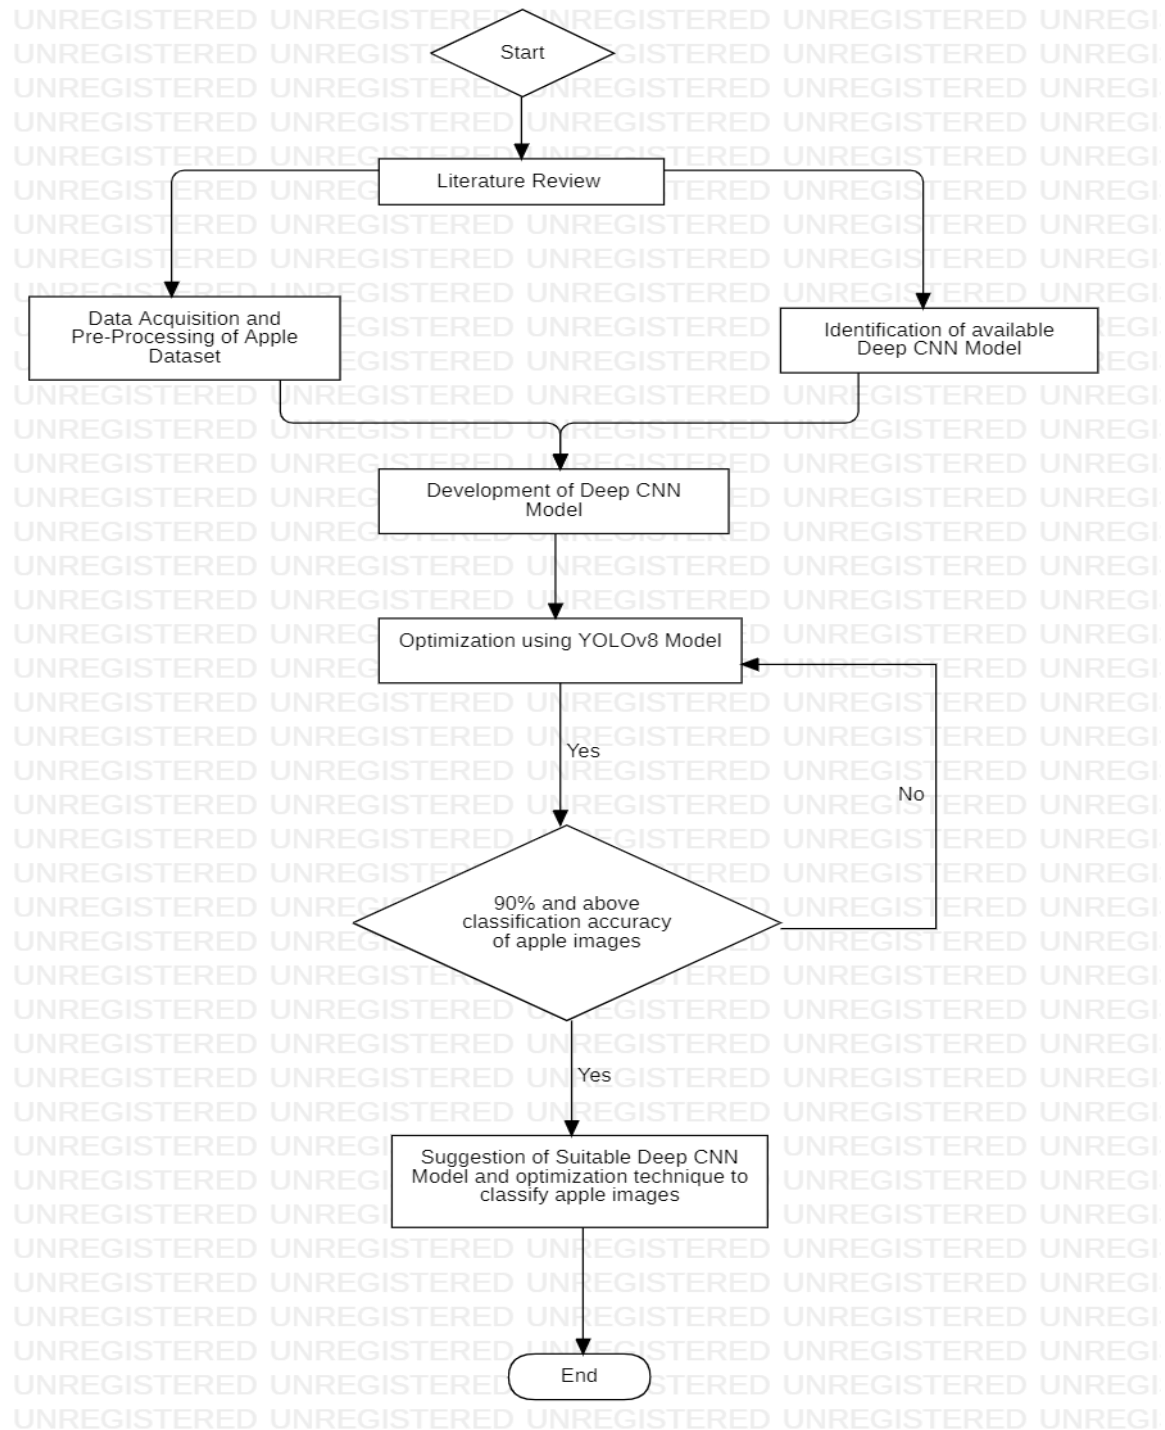 Start
Literature Review
Data Acquisition and
Pre-Processing of Apple
Dataset
Identification of available
Deep CNN Model
Development of Deep CNN
Model
Optimization using YOLOv8 Model
Yes
No
90% and above
classification accuracy
of apple images
Yes
Suggestion of Suitable Deep CNN
Model and optimization technique to
classify apple images
End
UNREGISTERED